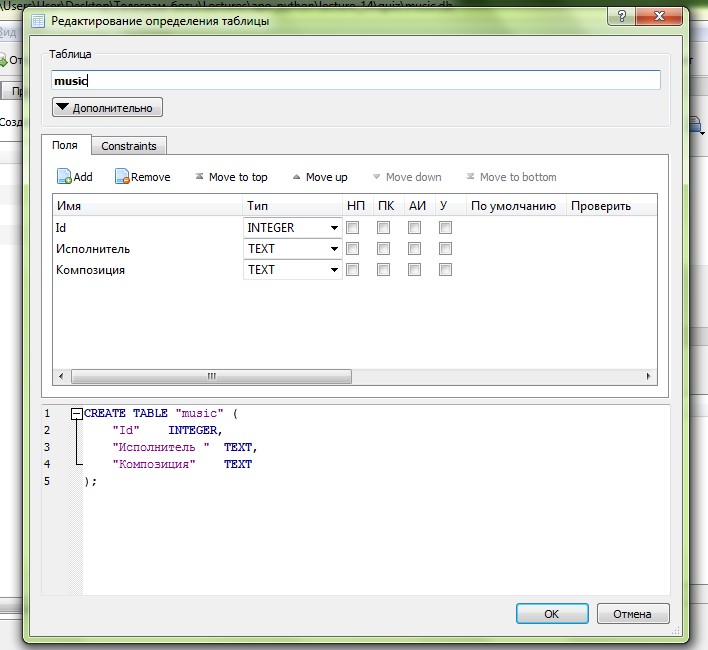 Редактирование определения таблицы
Таблица
music
Дополнительно
Поля
Constraints
Add
Remove
Move to top
Move up
Move down
Move to bottom
Имя Тип НП ПК АИ У По умолчанию Проверить
Id INTEGER
Исполнитель TEXT
Композиция TEXT
1 CREATE TABLE "music" (
2 "Id" INTEGER,
3 "Исполнитель " TEXT,
4 "Композиция" TEXT
5 );
OK
Отмена